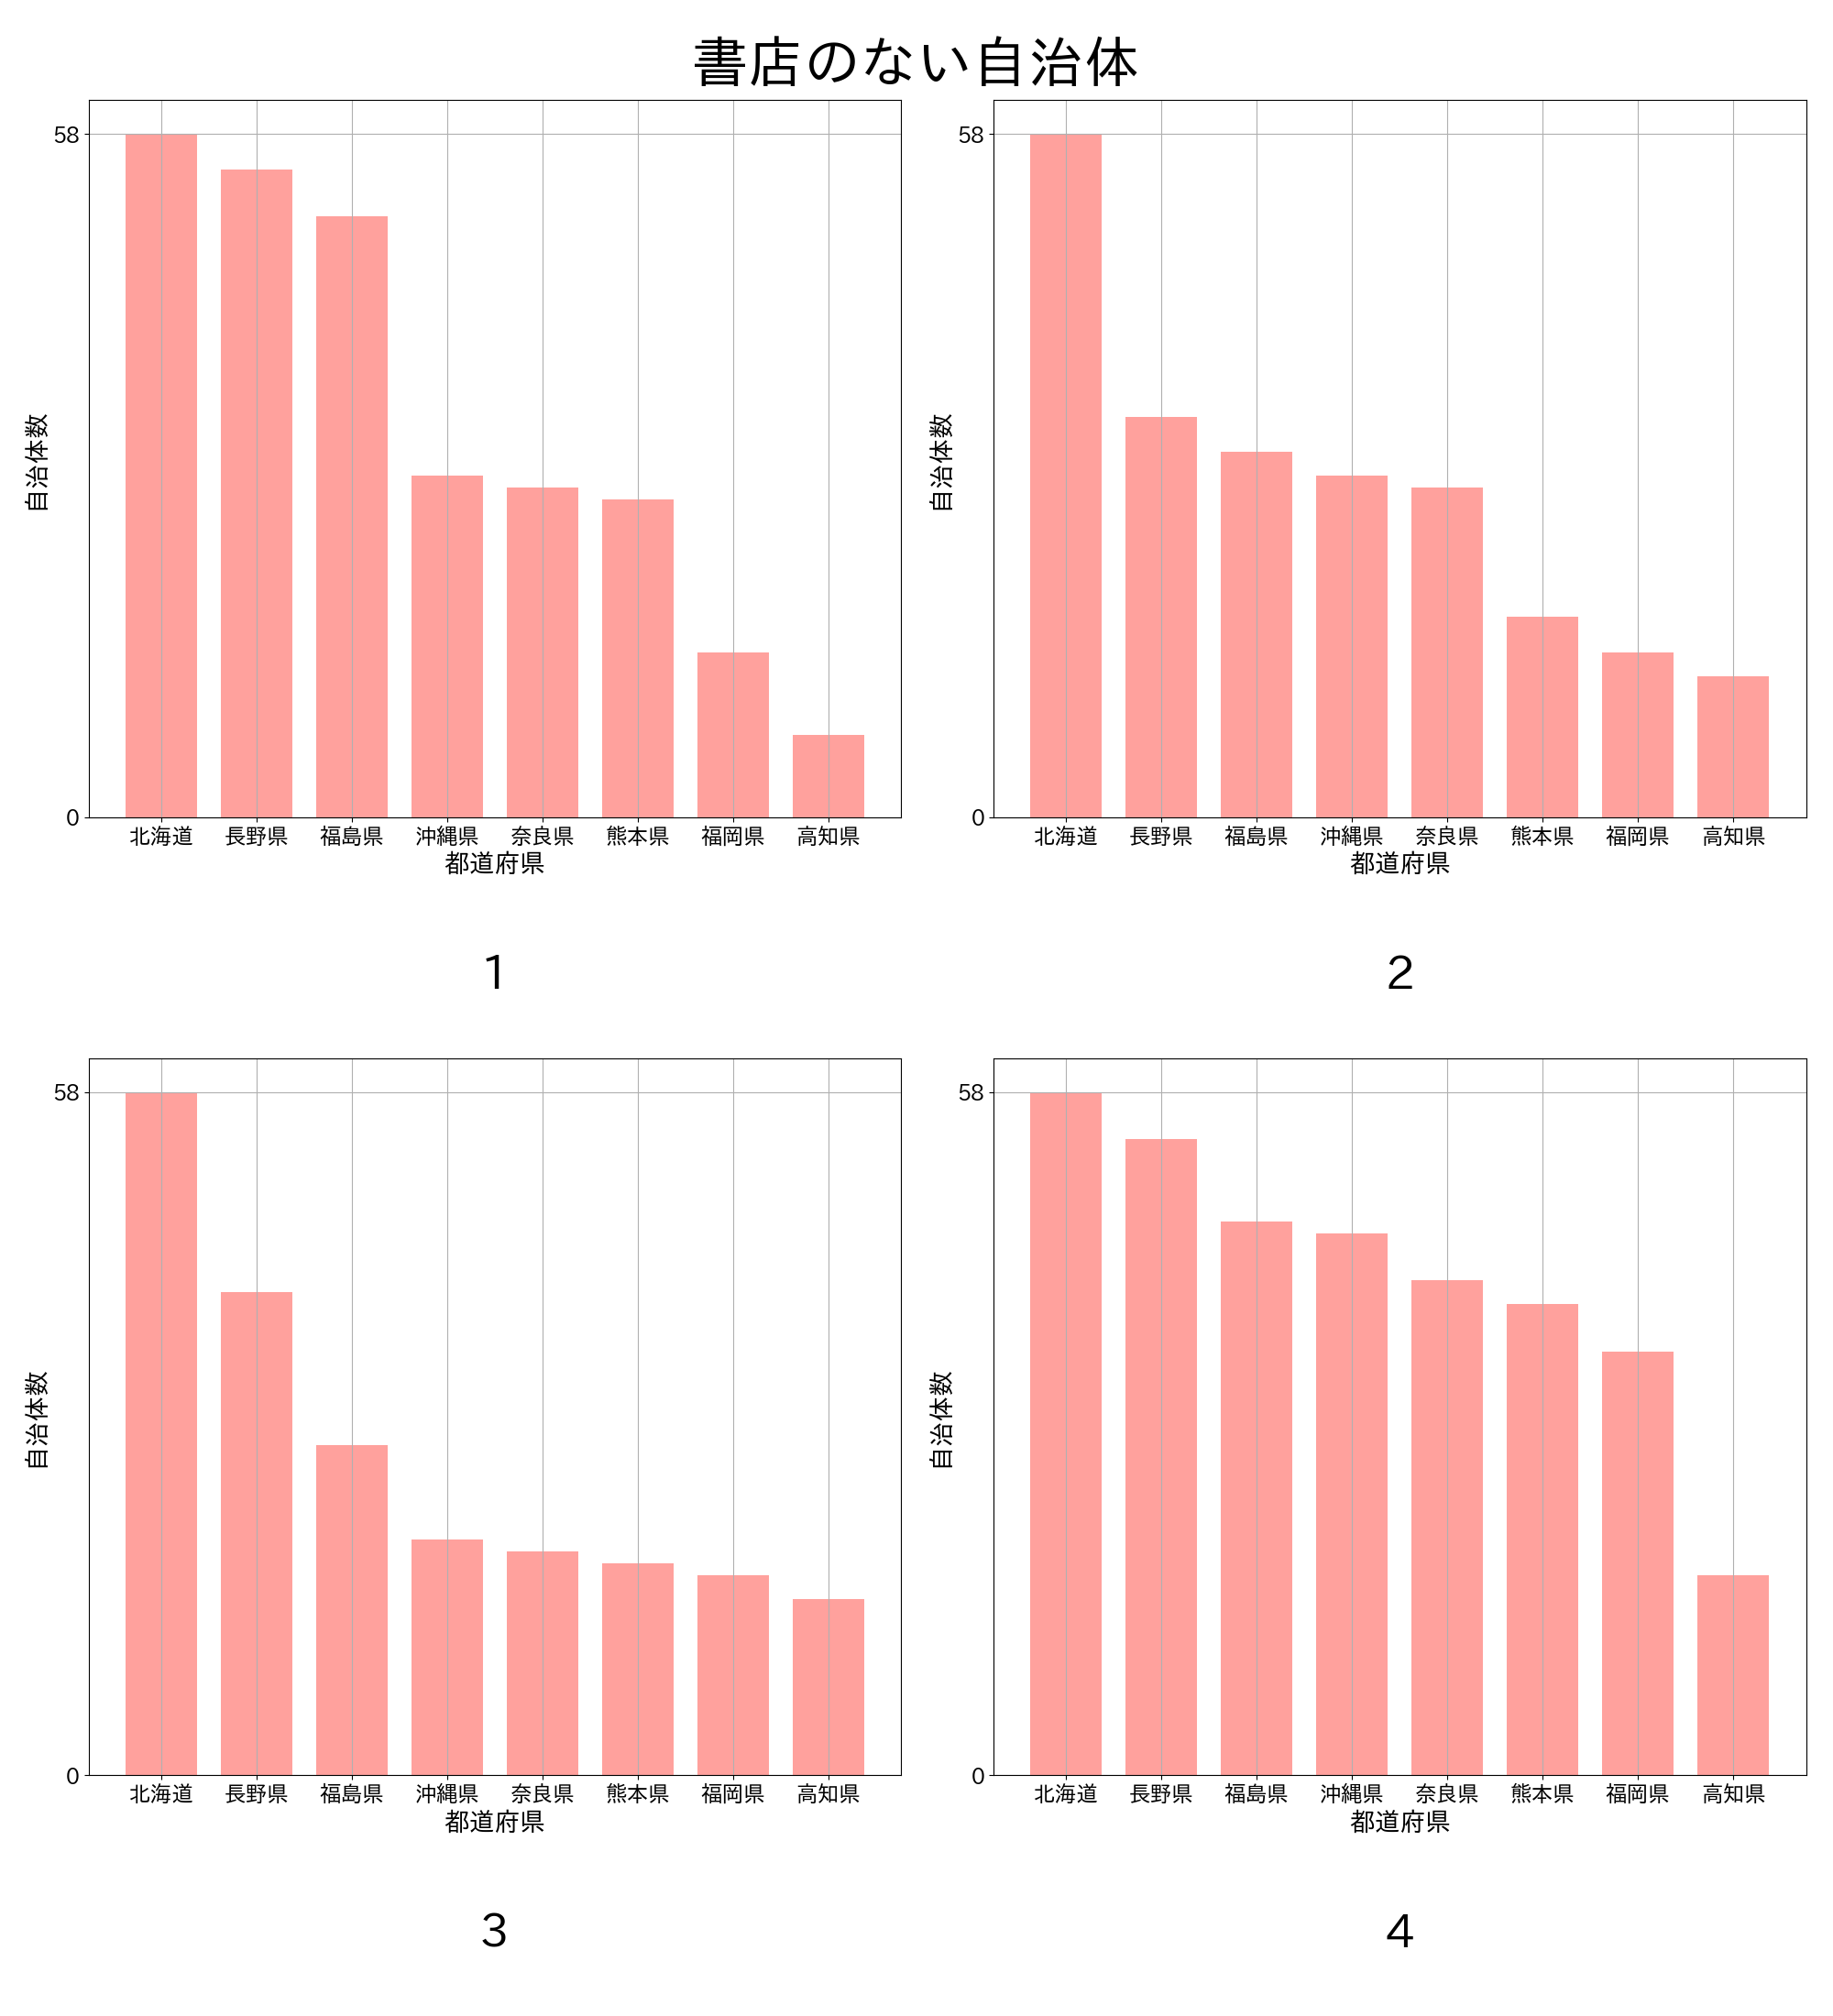 書店のない自治体
58
0
自治体数
北海道 長野県 福島県 沖縄県 奈良県 熊本県 福岡県 高知県
都道府県
1
58
0
自治体数
北海道 長野県 福島県 沖縄県 奈良県 熊本県 福岡県 高知県
都道府県
2
58
0
自治体数
北海道 長野県 福島県 沖縄県 奈良県 熊本県 福岡県 高知県
都道府県
3
58
0
自治体数
北海道 長野県 福島県 沖縄県 奈良県 熊本県 福岡県 高知県
都道府県
4